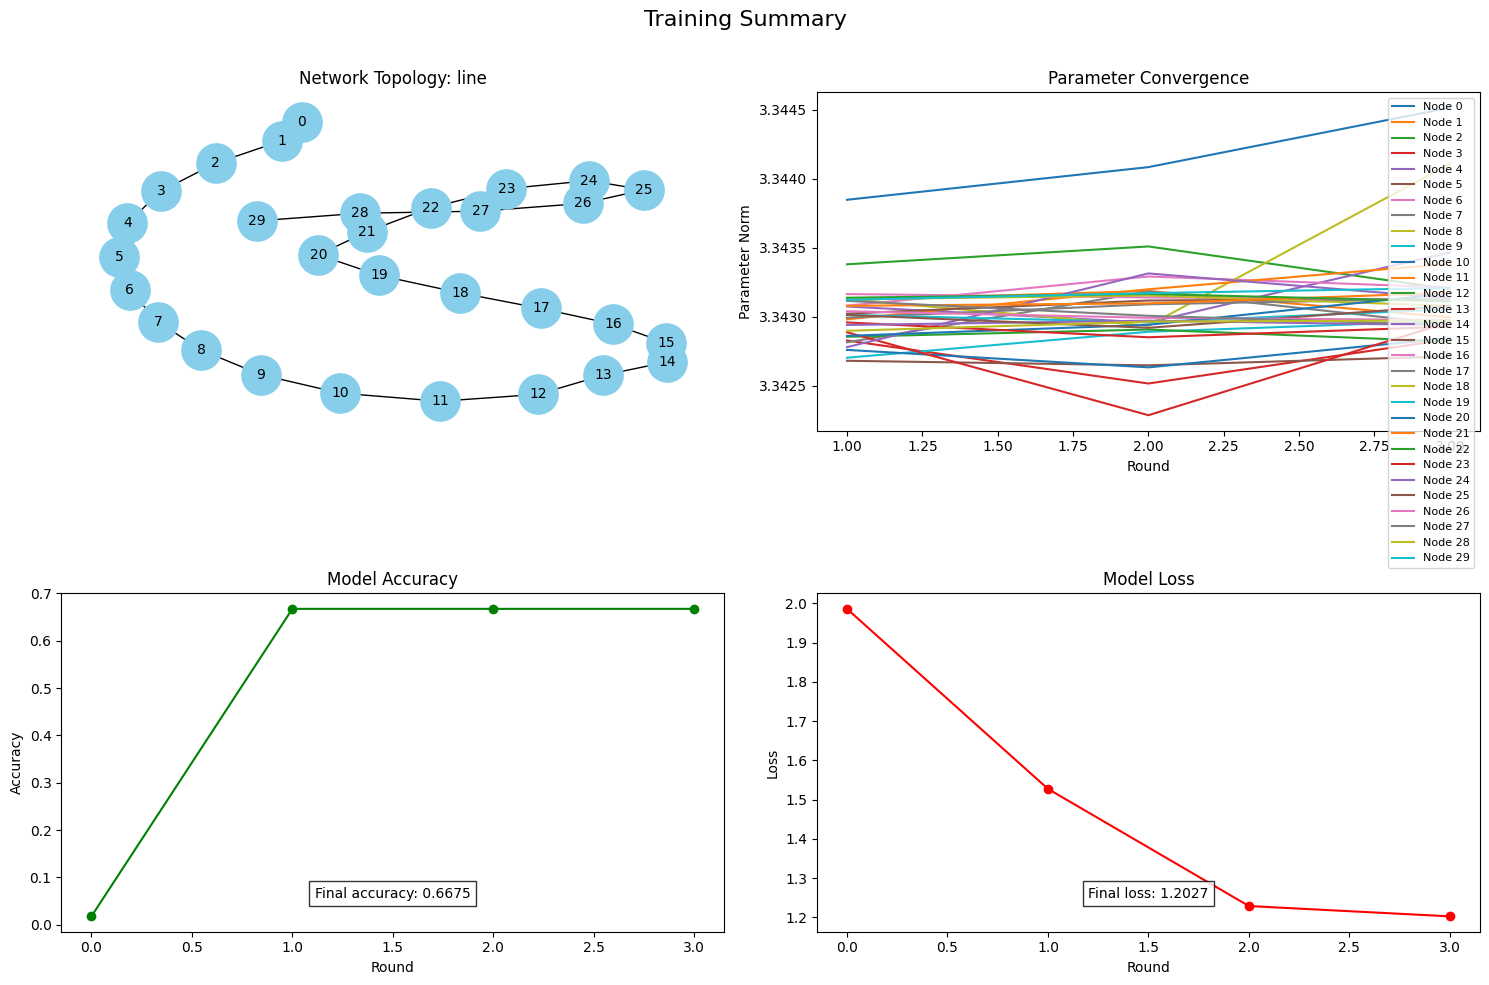 Training Summary
Network Topology: line
0
1
2
3
4
5
6
7
8
9
10
11
12
13
14
15
16
17
18
19
20
21
22
23
24
25
26
27
28
29
Parameter Convergence
Parameter Norm
3.3445
3.3440
3.3435
3.3430
3.3425
1.00 1.25 1.50 1.75 2.00 2.25 2.50 2.75 3.00
Round
Node 0
Node 1
Node 2
Node 3
Node 4
Node 5
Node 6
Node 7
Node 8
Node 9
Node 10
Node 11
Node 12
Node 13
Node 14
Node 15
Node 16
Node 17
Node 18
Node 19
Node 20
Node 21
Node 22
Node 23
Node 24
Node 25
Node 26
Node 27
Node 28
Node 29
Model Accuracy
Accuracy
0.7
0.6
0.5
0.4
0.3
0.2
0.1
0.0
Final accuracy: 0.6675
0.0 0.5 1.0 1.5 2.0 2.5 3.0
Round
Model Loss
Loss
2.0
1.9
1.8
1.7
1.6
1.5
1.4
1.3
1.2
Final loss: 1.2027
0.0 0.5 1.0 1.5 2.0 2.5 3.0
Round